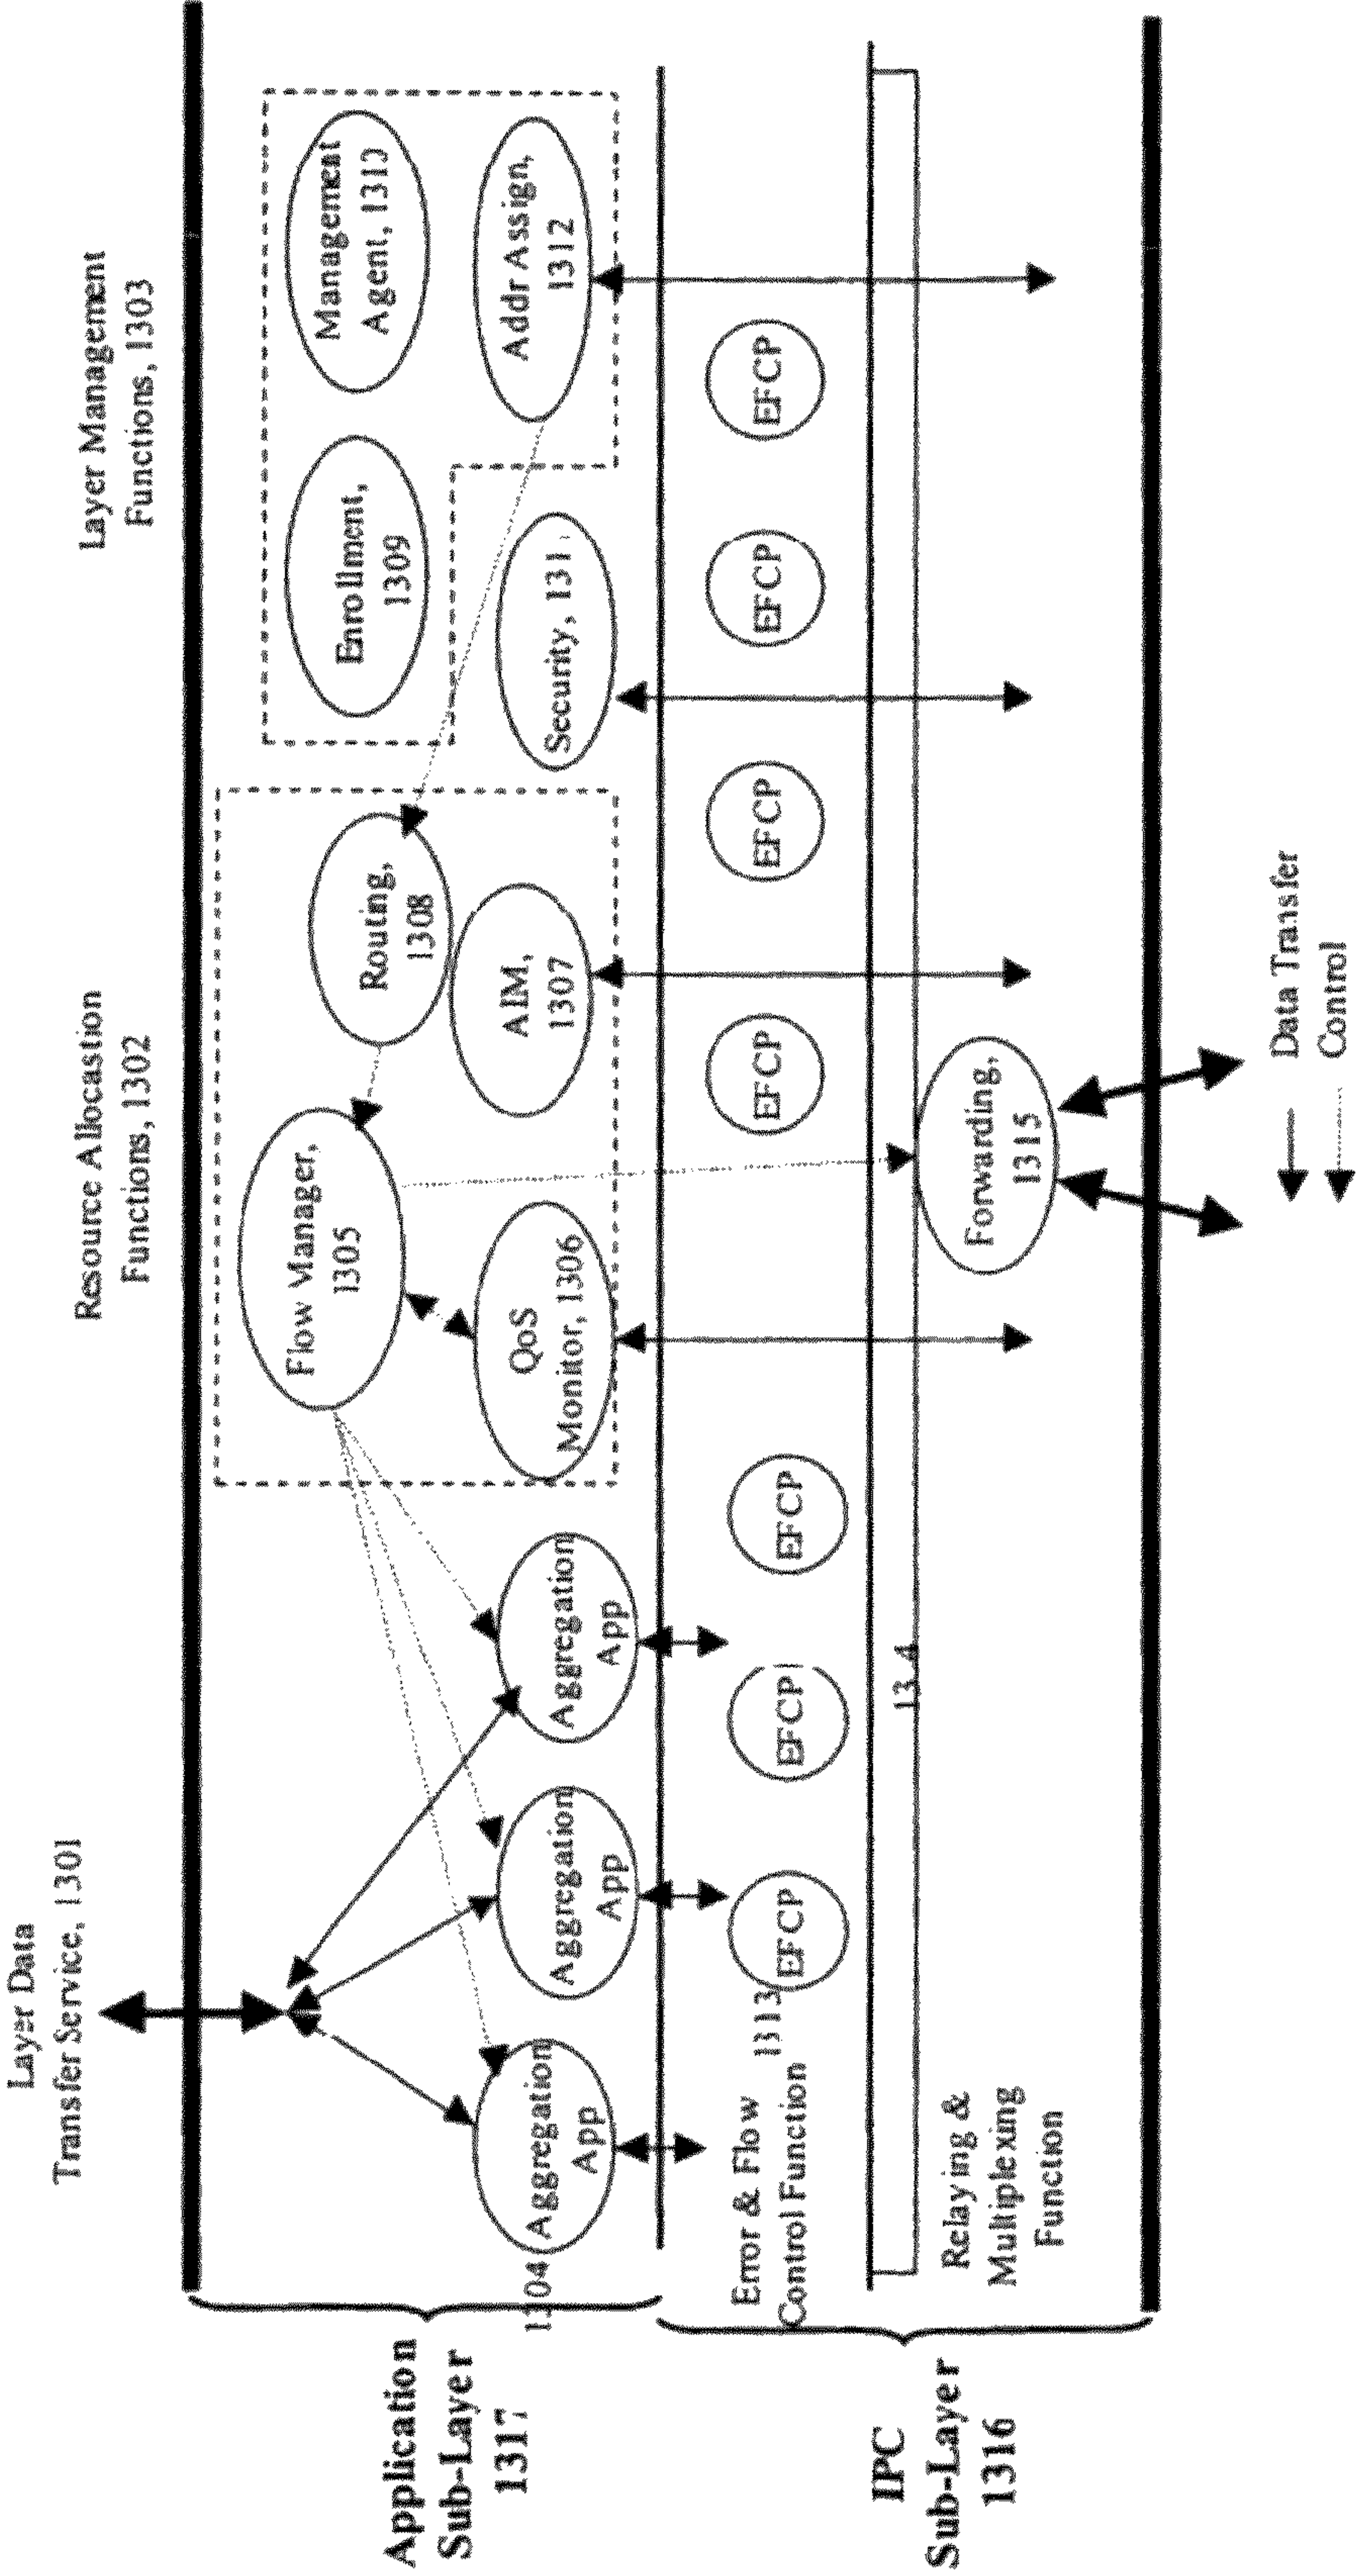 Layer Data
Transfer Service, 1301
Resource Allocastion
Functions, 1302
Layer Management
Functions, 1303
Application
Sub-Layer
1317
1304
Aggregation
App
Aggregation
App
Aggregation
App
Flow Manager,
1305
QoS
Monitor, 1306
Routing,
1308
AIM,
1307
Enrollment,
1309
Management
Agent, 1310
Security, 131
Addr Assign,
1312
IPC
Sub-Layer
1316
Error & Flow
Control Function
1313
EFCP
EFCP
EFCP
EFCP
EFCP
EFCP
EFCP
Relaying &
Multiplexing
Function
Forwarding,
1315
Data Transfer
Control